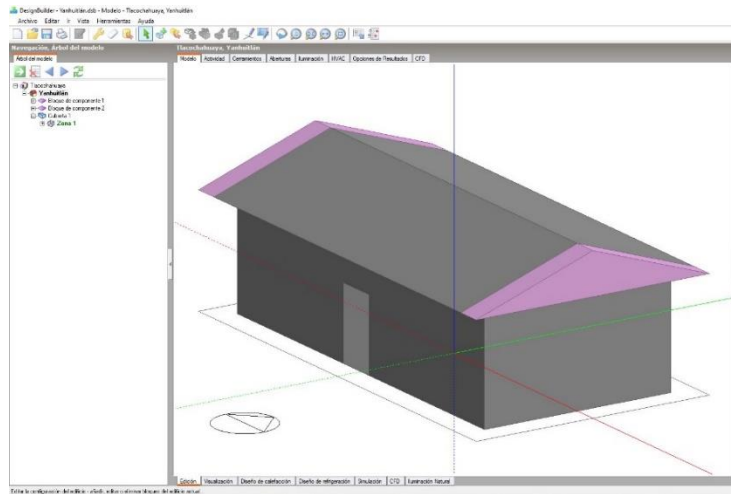 DesignBuilder - Yanhuitlán.dsb - Modelo - Tlacochahuaya, Yanhuitlán
Archivo Editar Ir Vista Herramientas Ayuda
Navegación, Árbol del modelo
Tlacochahuaya, Yanhuitlán
Árbol del modelo
Modelo Actividad Cerramientos Aberturas Iluminación HVAC Opciones de Resultados CFD
Tlacochahuaya
Yanhuitlán
Bloque de componente 1
Bloque de componente 2
Cubierta 1
Zona 1
Edición Visualización Diseño de calefacción Diseño de refrigeración Simulación CFD Iluminación Natural